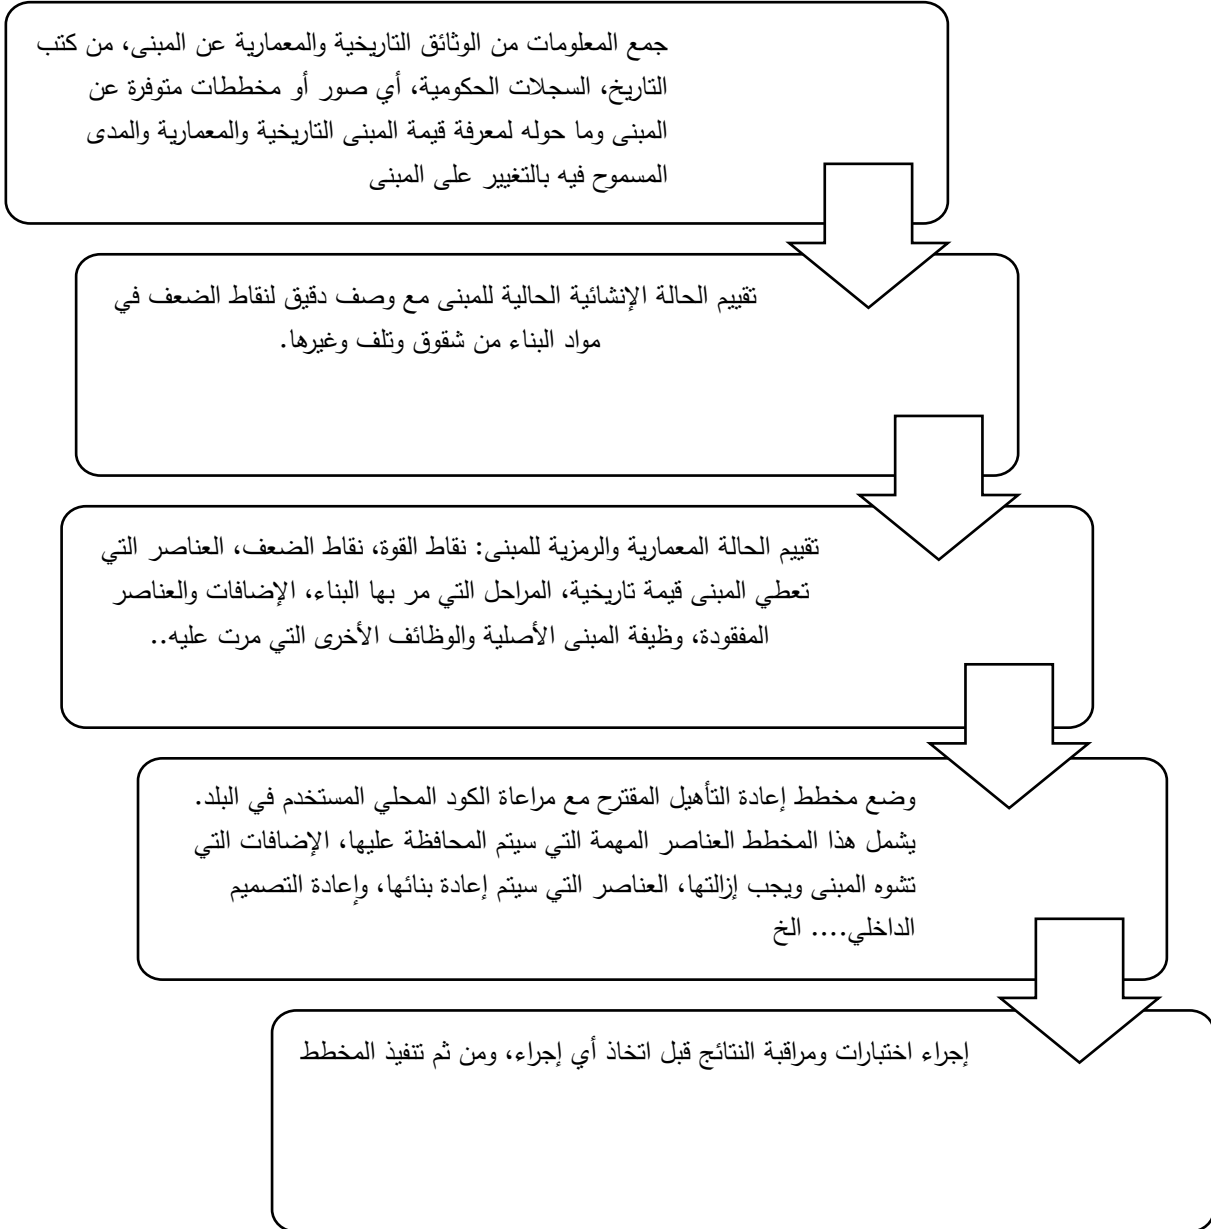 جمع المعلومات من الوثائق التاريخية والمعمارية عن المبنى، من كتب
التاريخ، السجلات الحكومية، أي صور أو مخططات متوفرة عن
المبنى وما حوله لمعرفة قيمة المبنى التاريخية والمعمارية والمدى
المسموح فيه بالتغيير على المبنى
تقييم الحالة الإنشائية الحالية للمبنى مع وصف دقيق لنقاط الضعف في
مواد البناء من شقوق وتلف وغيرها.
تقييم الحالة المعمارية والرمزية للمبنى: نقاط القوة، نقاط الضعف، العناصر التي
تعطي المبنى قيمة تاريخية، المراحل التي مر بها البناء، الإضافات والعناصر
المفقودة، وظيفة المبنى الأصلية والوظائف الأخرى التي مرت عليه..
وضع مخطط إعادة التأهيل المقترح مع مراعاة الكود المحلي المستخدم في البلد.
يشمل هذا المخطط العناصر المهمة التي سيتم المحافظة عليها، الإضافات التي
تشوه المبنى ويجب إزالتها، العناصر التي سيتم إعادة بنائها، وإعادة التصميم
الداخلي.... الخ
إجراء اختبارات ومراقبة النتائج قبل اتخاذ أي إجراء، ومن ثم تنفيذ المخطط